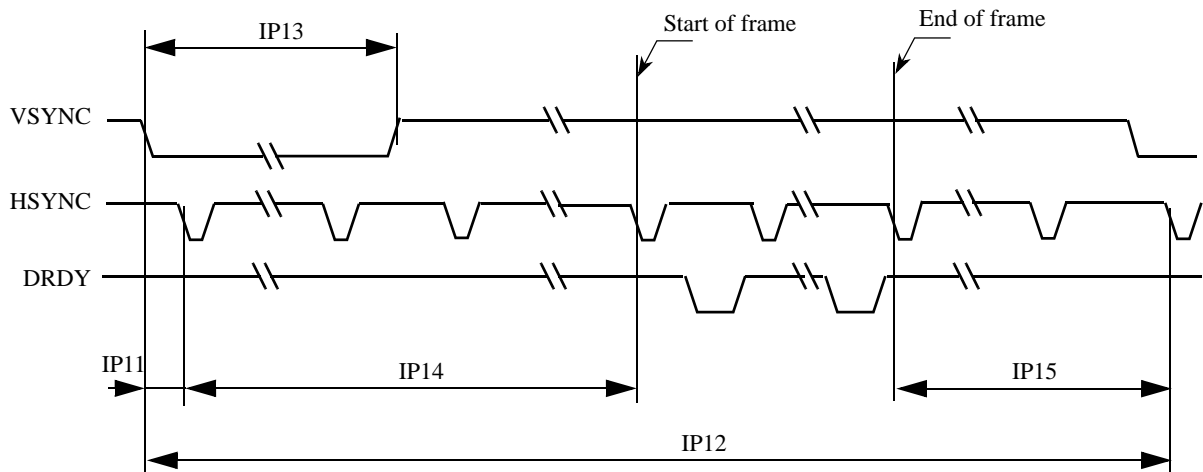 IP13
Start of frame
End of frame
VSYNC
HSYNC
DRDY
IP11
IP14
IP15
IP12